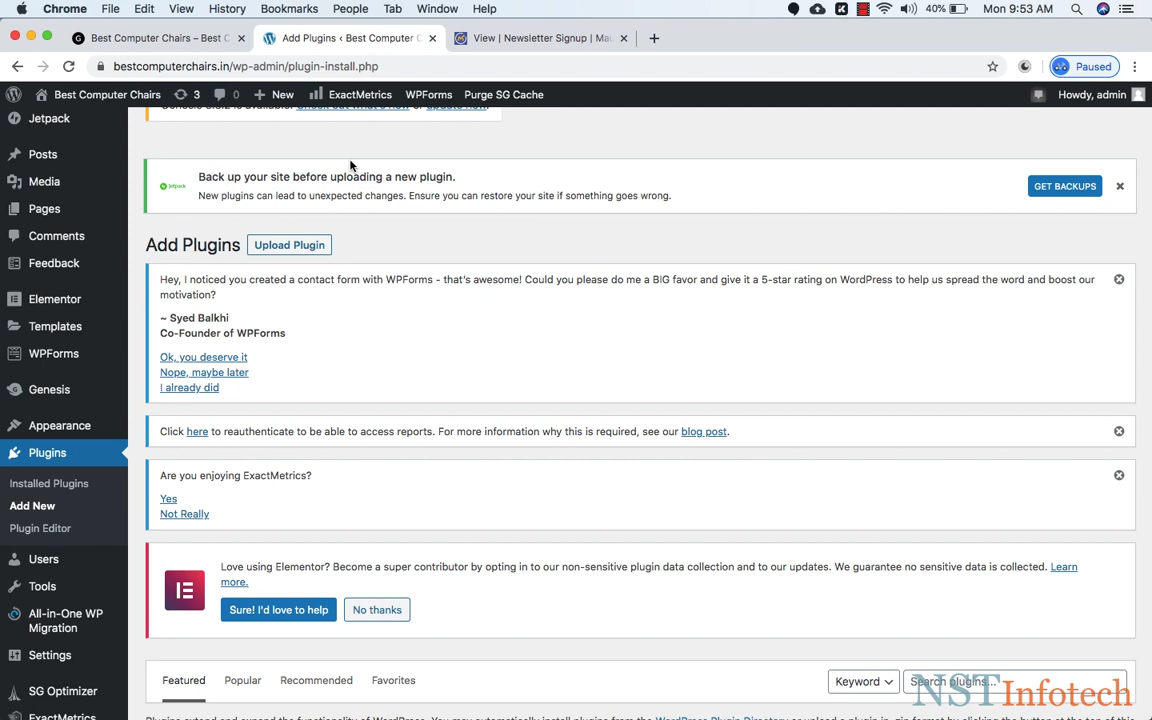 Chrome File Edit View History Bookmarks People Tab Window Help 40% Mon 9:53 AM
Best Computer Chairs – Best C Add Plugins ‹ Best Computer C View | Newsletter Signup | Mau
bestcomputerchairs.in/wp-admin/plugin-install.php Paused
Best Computer Chairs 3 0 New ExactMetrics WPForms Purge SG Cache Howdy, admin
Jetpack
Posts
Media
Pages
Comments
Feedback
Elementor
Templates
WPForms
Genesis
Appearance
Plugins
Installed Plugins
Add New
Plugin Editor
Users
Tools
All-in-One WP
Migration
Settings
SG Optimizer
ExactMetrics
Jetpack
Back up your site before uploading a new plugin.
New plugins can lead to unexpected changes. Ensure you can restore your site if something goes wrong.
GET BACKUPS
Add Plugins Upload Plugin
Hey, I noticed you created a contact form with WPForms - that's awesome! Could you please do me a BIG favor and give it a 5-star rating on WordPress to help us spread the word and boost our
motivation?
~ Syed Balkhi
Co-Founder of WPForms
Ok, you deserve it
Nope, maybe later
I already did
Click here to reauthenticate to be able to access reports. For more information why this is required, see our blog post.
Are you enjoying ExactMetrics?
Yes
Not Really
Love using Elementor? Become a super contributor by opting in to our non-sensitive plugin data collection and to our updates. We guarantee no sensitive data is collected. Learn
more.
Sure! I'd love to help No thanks
Featured Popular Recommended Favorites Keyword Search plugins...
NSTInfotech